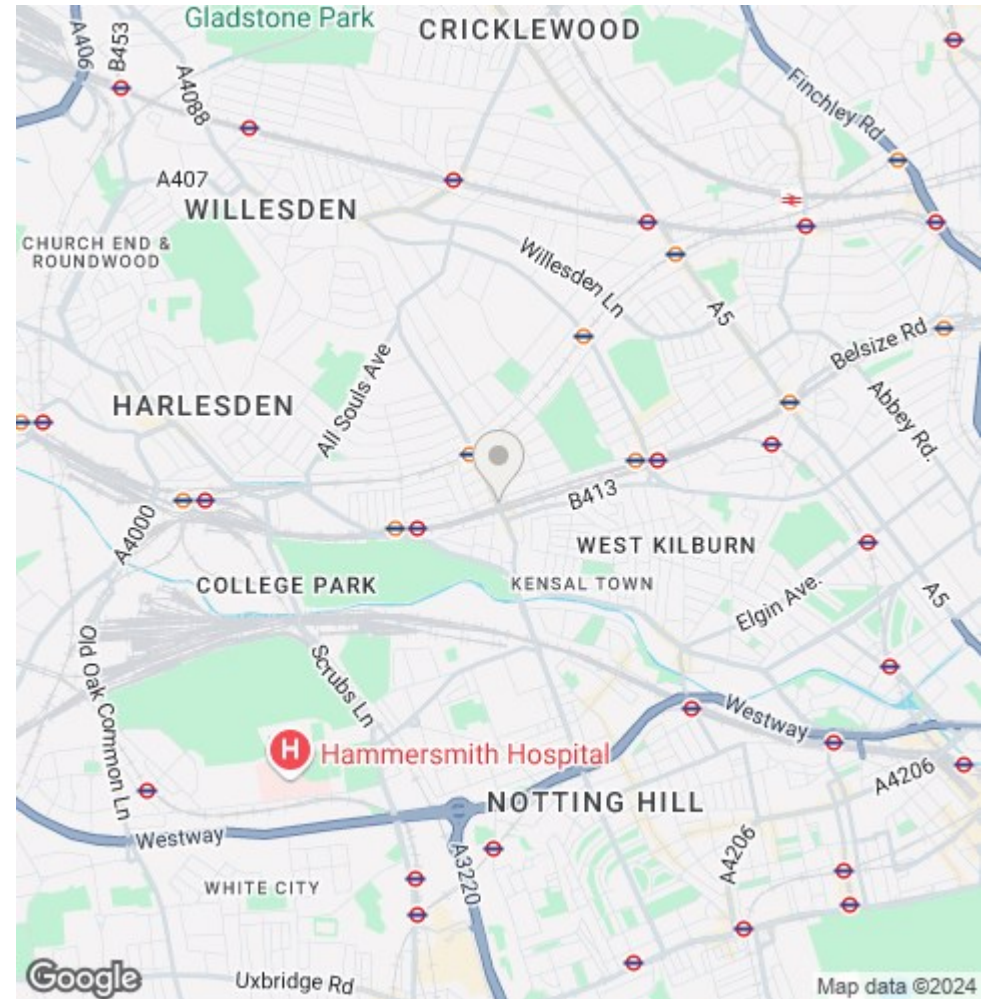 Gladstone Park
CRICKLEWOOD
A406
B453
A4088
Finchley Rd
A407
WILLESDEN
CHURCH END &
ROUNDWOOD
Willesden Ln
A5
Belsize Rd
All Souls Ave
HARLESDEN
Abbey Rd.
B413
A4000
WEST KILBURN
COLLEGE PARK
KENSAL TOWN
Elgin Ave.
A5
Old Oak Common Ln
Scrubs Ln
Westway
H
Hammersmith Hospital
A4206
NOTTING HILL
Westway
A3220
A4206
WHITE CITY
Google
Uxbridge Rd
Map data ©2024